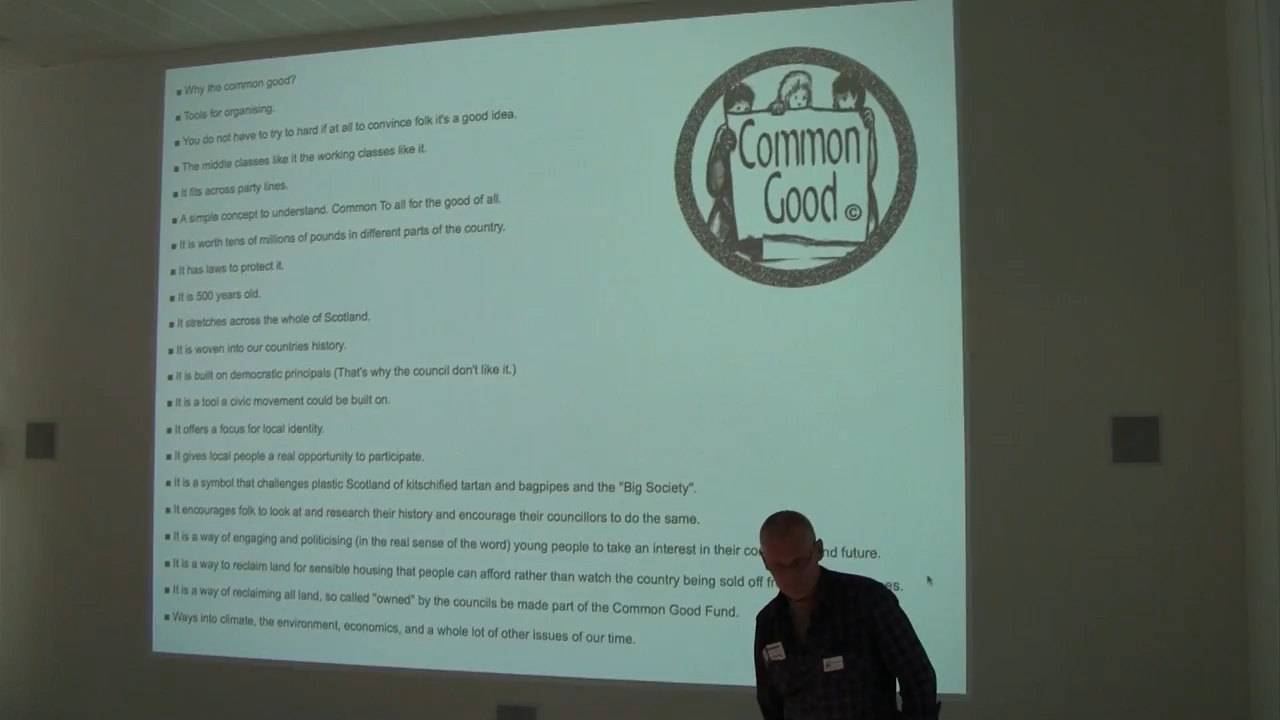 ▪ Why the common good?
▪ Tools for organising.
▪ You do not have to try to hard if at all to convince folk it's a good idea.
▪ The middle classes like it the working classes like it.
▪ It fits across party lines.
▪ A simple concept to understand. Common To all for the good of all.
▪ It is worth tens of millions of pounds in different parts of the country.
▪ It has laws to protect it.
▪ It is 500 years old.
▪ It stretches across the whole of Scotland.
▪ It is woven into our countries history.
▪ It is built on democratic principals (That's why the council don't like it.)
▪ It is a tool a civic movement could be built on.
▪ It offers a focus for local identity.
▪ It gives local people a real opportunity to participate.
▪ It is a symbol that challenges plastic Scotland of kitschified tartan and bagpipes and the "Big Society".
▪ It encourages folk to look at and research their history and encourage their councillors to do the same.
▪ It is a way of engaging and politicising (in the real sense of the word) young people to take an interest in their future.
▪ It is a way to reclaim land for sensible housing that people can afford rather than watch the country being sold off
▪ It is a way of reclaiming all land, so called "owned" by the councils be made part of the Common Good Fund.
▪ Ways into climate, the environment, economics, and a whole lot of other issues of our time.
Common
Good ©